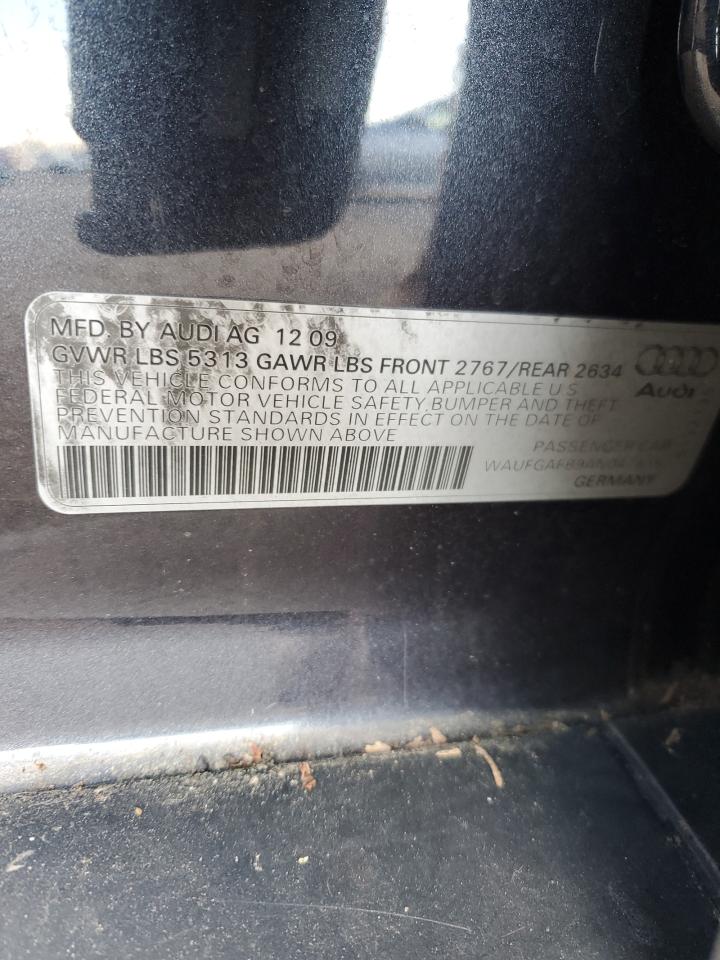 MFD. BY AUDI AG 12 09
GVWR LBS 5313 GAWR LBS FRONT 2767/REAR 2634
Audi
THIS VEHICLE CONFORMS TO ALL APPLICABLE U S
FEDERAL MOTOR VEHICLE SAFETY, BUMPER AND THEFT
PREVENTION STANDARDS IN EFFECT ON THE DATE OF
MANUFACTURE SHOWN ABOVE
PASSENGER CAR
GERMANY